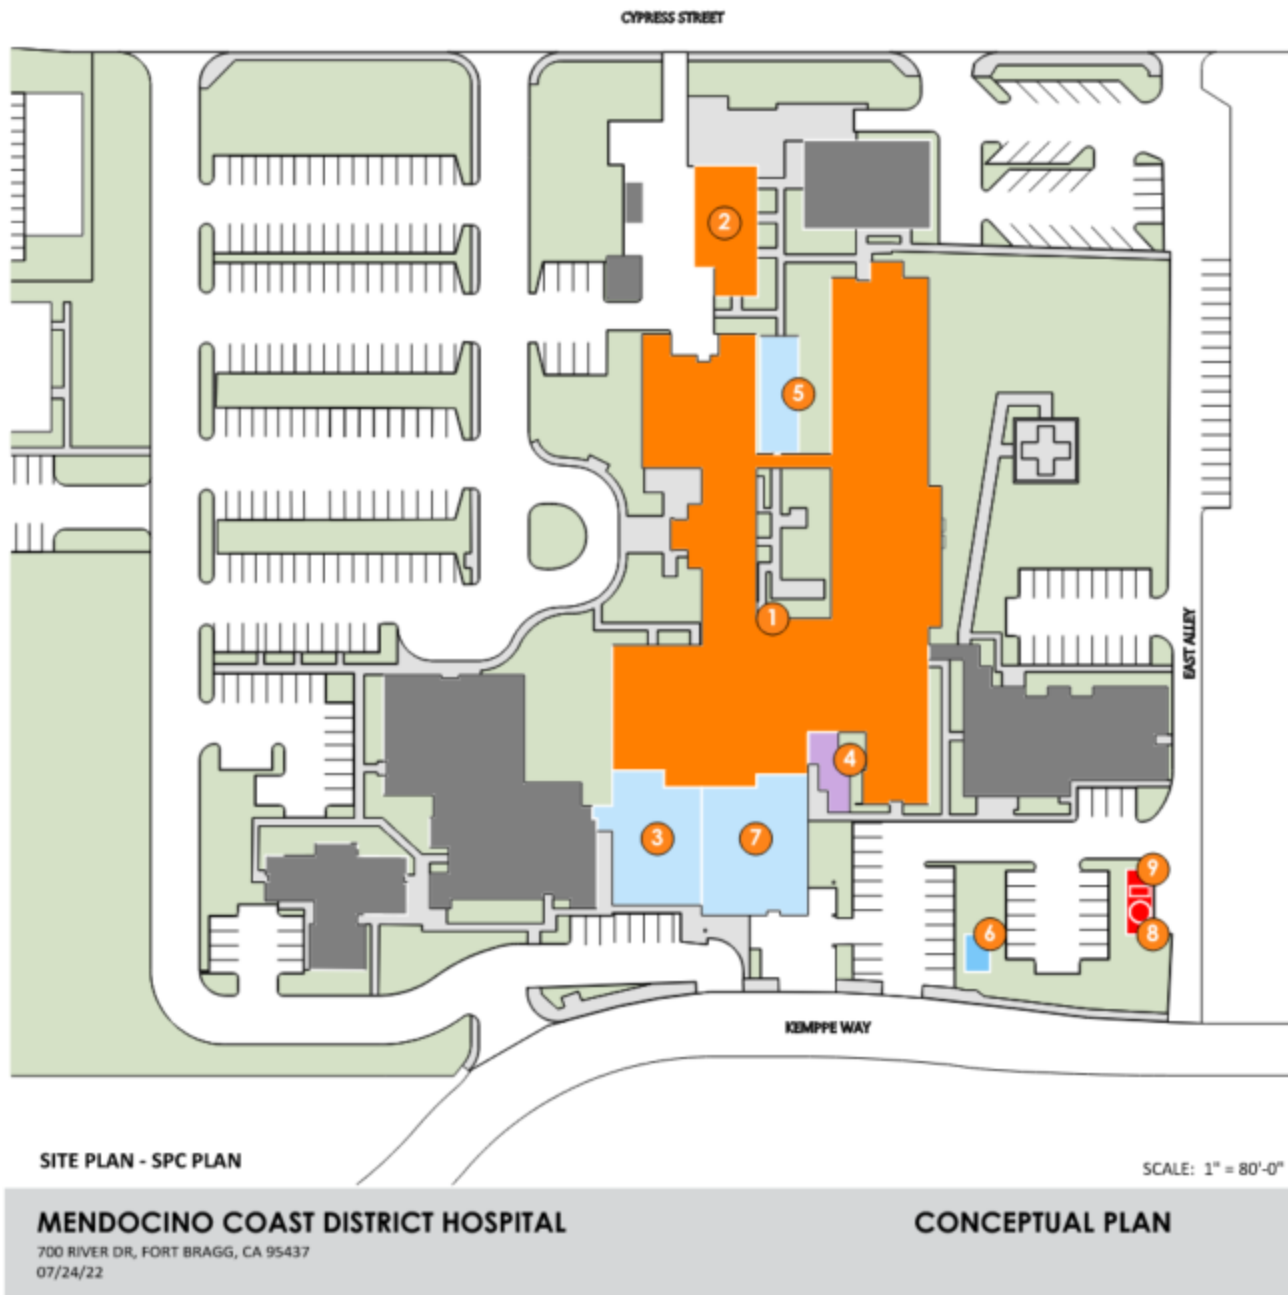 CYPRESS STREET
2
5
1
EAST ALLEY
4
3
7
9
6
8
KEMPPE WAY
SITE PLAN - SPC PLAN
SCALE: 1" = 80'-0"
MENDOCINO COAST DISTRICT HOSPITAL
CONCEPTUAL PLAN
700 RIVER DR, FORT BRAGG, CA 95437
07/24/22